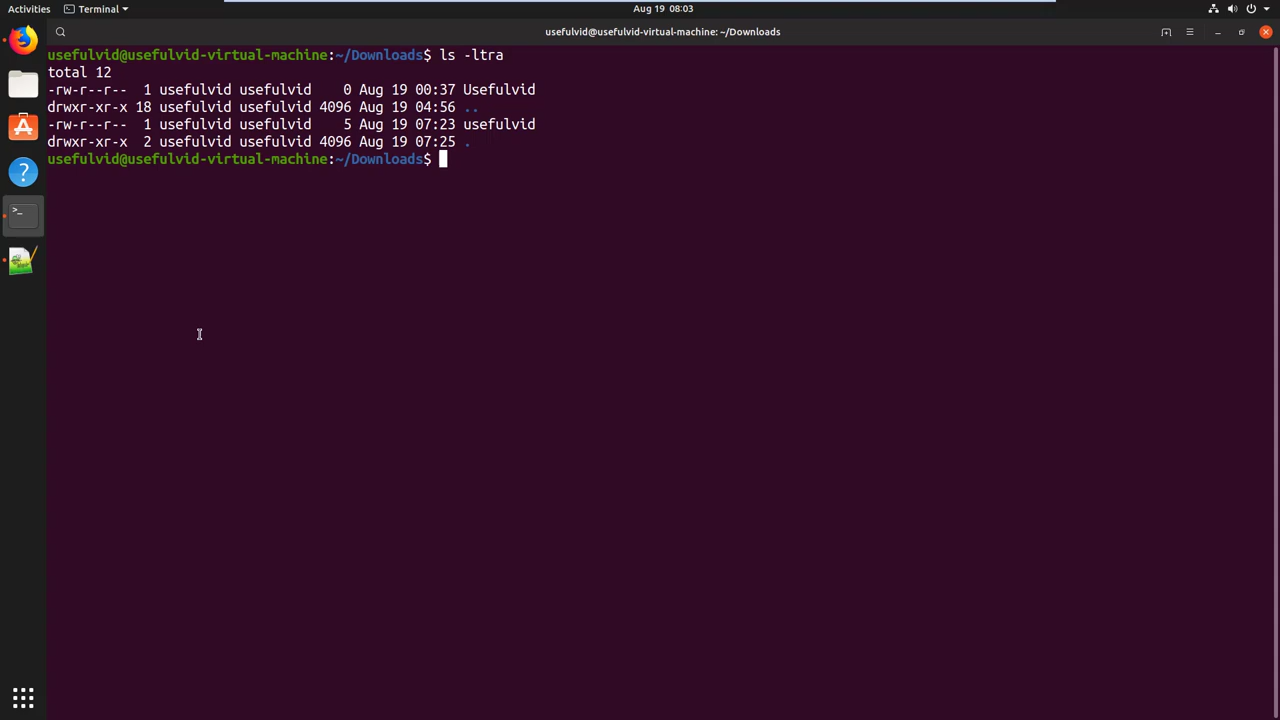 Activities Terminal Aug 19 08:03
usefulvid@usefulvid-virtual-machine: ~/Downloads
usefulvid@usefulvid-virtual-machine:~/Downloads$ ls -ltra
total 12
-rw-r--r--  1 usefulvid usefulvid    0 Aug 19 00:37 Usefulvid
drwxr-xr-x 18 usefulvid usefulvid 4096 Aug 19 04:56 ..
-rw-r--r--  1 usefulvid usefulvid    5 Aug 19 07:23 usefulvid
drwxr-xr-x  2 usefulvid usefulvid 4096 Aug 19 07:25 .
usefulvid@usefulvid-virtual-machine:~/Downloads$